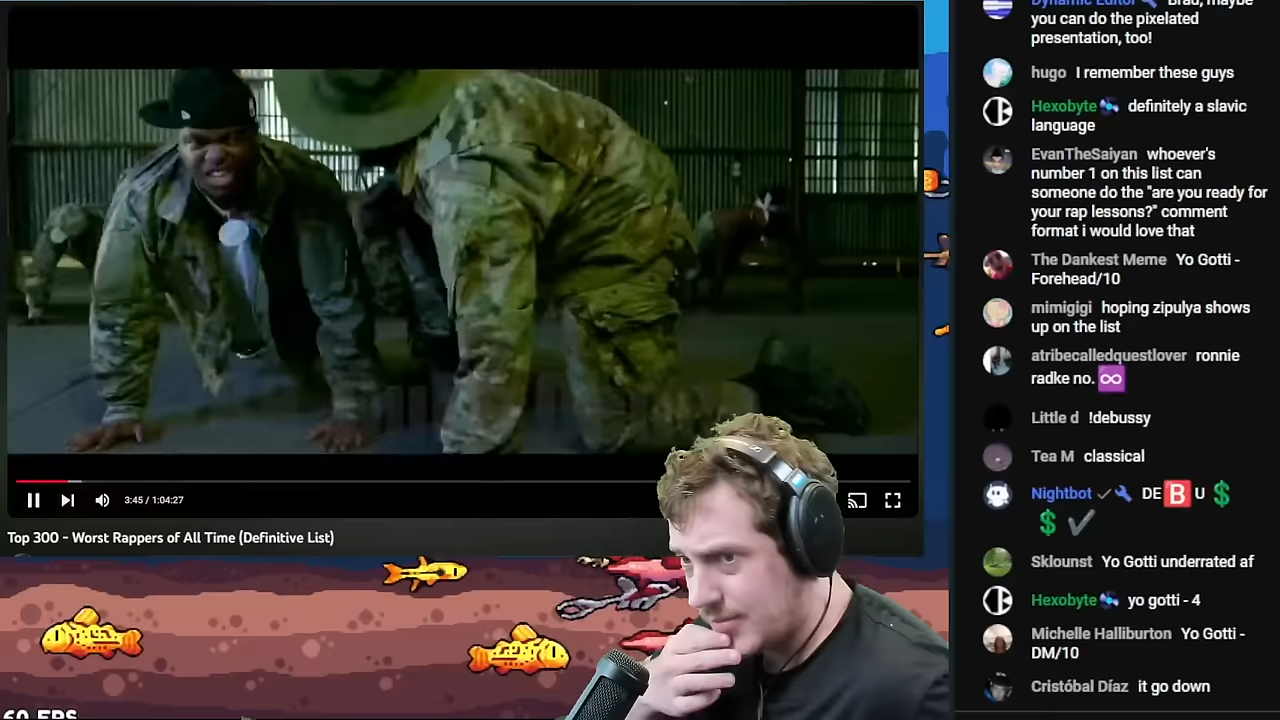 3:45 / 1:04:27
Top 300 - Worst Rappers of All Time (Definitive List)
60 FPS
Dynamic Editor Brad, maybe
you can do the pixelated
presentation, too!
hugo I remember these guys
Hexobyte definitely a slavic
language
EvanTheSaiyan whoever's
number 1 on this list can
someone do the "are you ready for
your rap lessons?" comment
format i would love that
The Dankest Meme Yo Gotti -
Forehead/10
mimigigi hoping zipulya shows
up on the list
atribecalledquestlover ronnie
radke no.
Little d !debussy
Tea M classical
Nightbot DE B U
Sklounst Yo Gotti underrated af
Hexobyte yo gotti - 4
Michelle Halliburton Yo Gotti -
DM/10
Cristóbal Díaz it go down